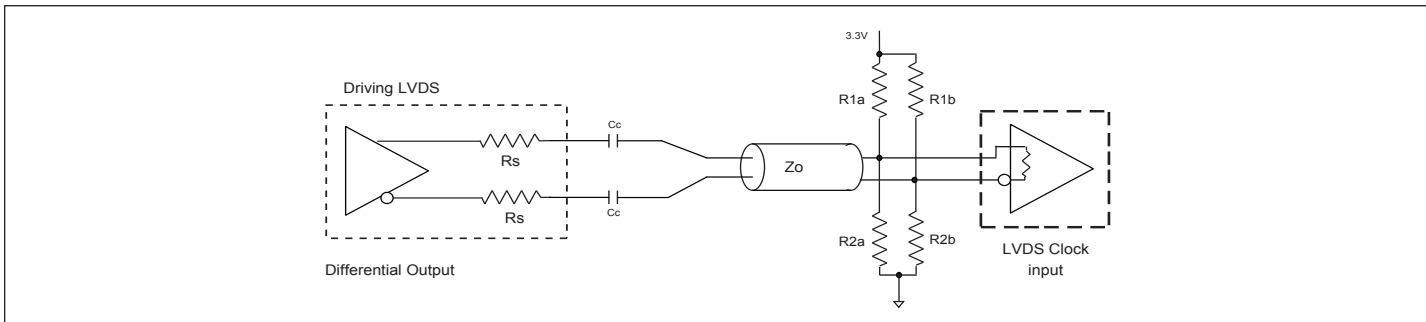 3.3V
Driving LVDS
R1a
R1b
Cc
Rs
Zo
Rs
Cc
R2a
R2b
LVDS Clock
input
Differential Output